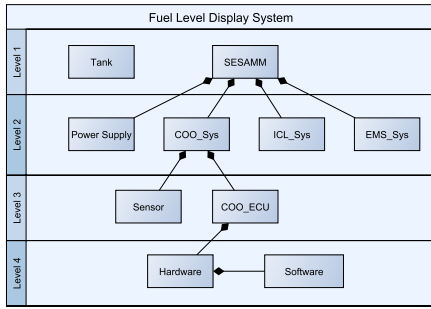 Fuel Level Display System
Level 1
Tank
SESAMM
Level 2
Power Supply
COO_Sys
ICL_Sys
EMS_Sys
Level 3
Sensor
COO_ECU
Level 4
Hardware
Software